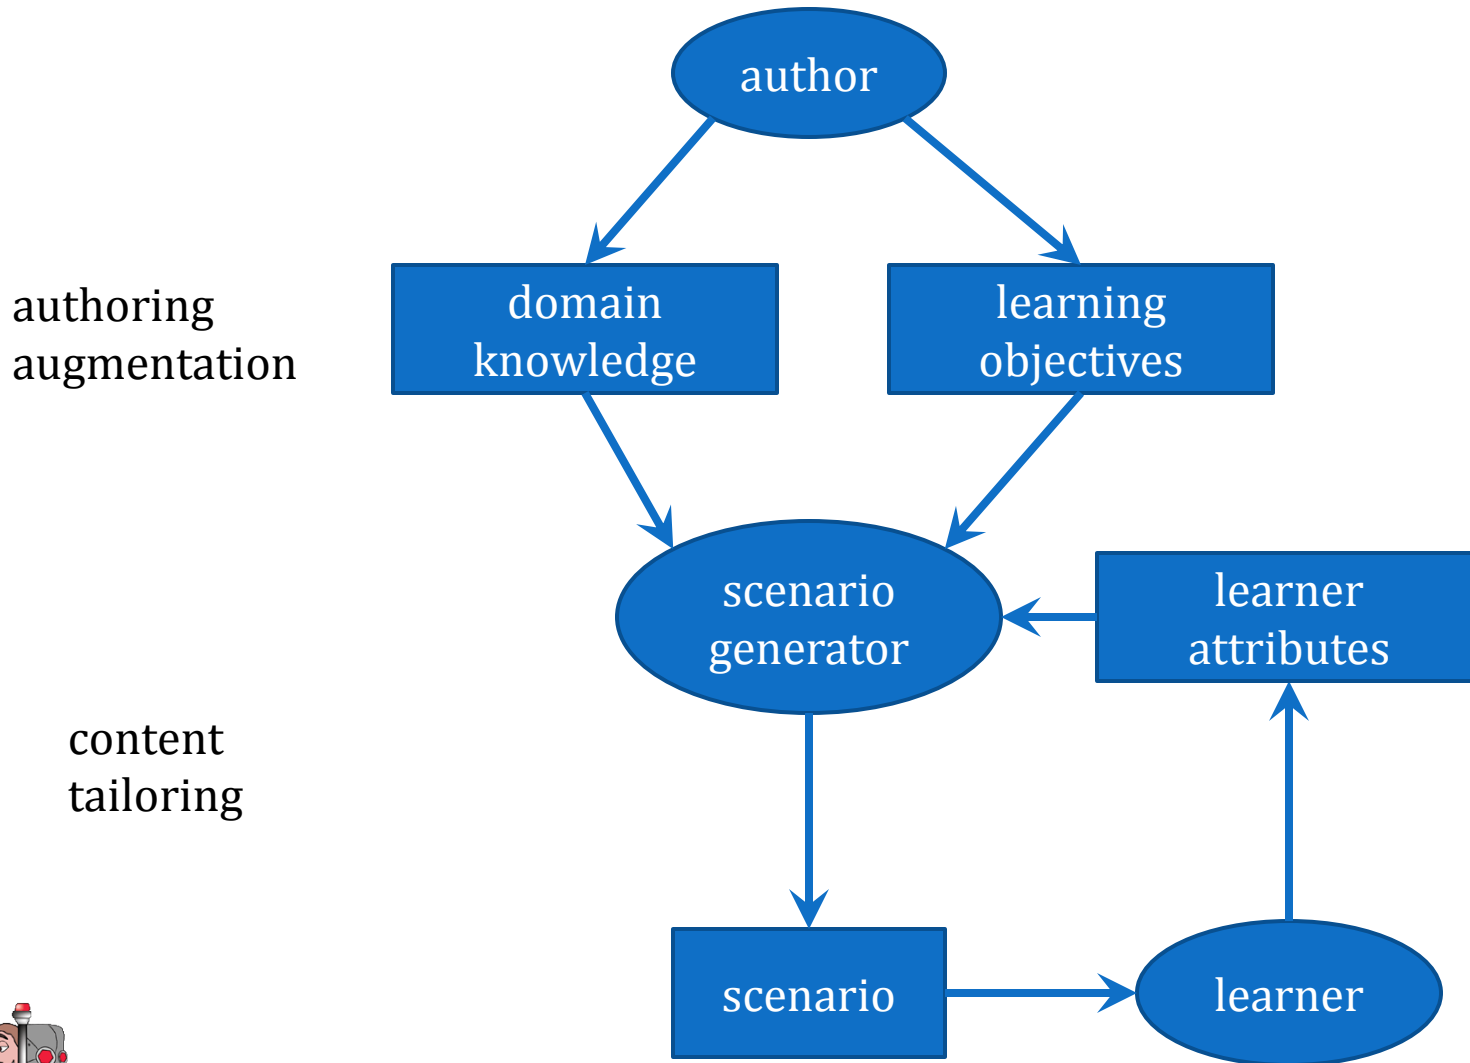 author
authoring
augmentation
domain
knowledge
learning
objectives
scenario
generator
learner
attributes
content
tailoring
scenario
learner